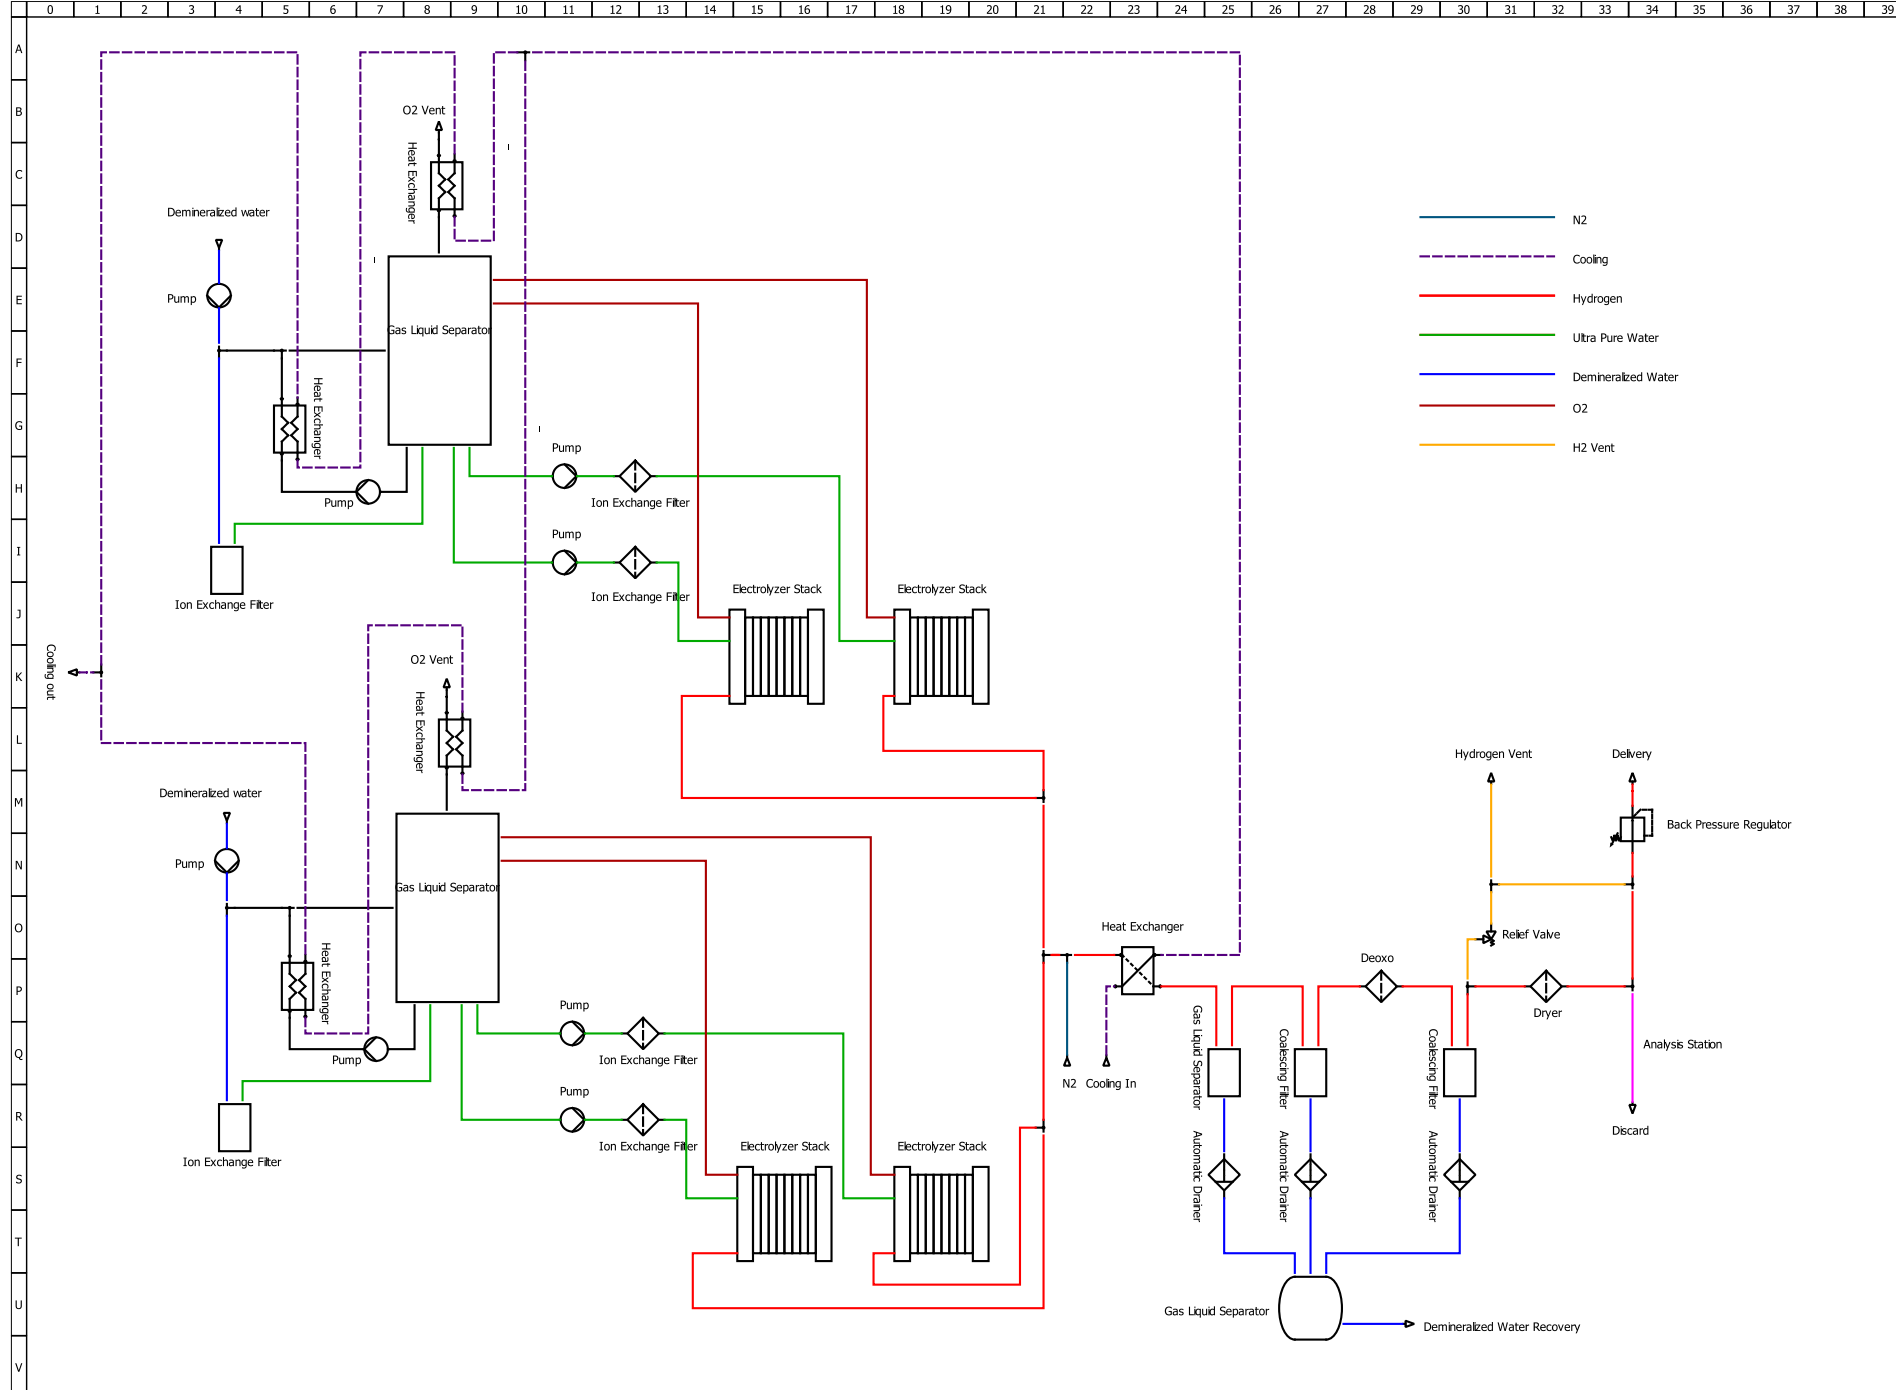 0 1 2 3 4 5 6 7 8 9 10 11 12 13 14 15 16 17 18 19 20 21 22 23 24 25 26 27 28 29 30 31 32 33 34 35 36 37 38 39
A
B
C
D
E
F
G
H
I
J
K
L
M
N
O
P
Q
R
S
T
U
V
O2 Vent
Heat Exchanger
Demineralized water
Pump
Gas Liquid Separator
Heat Exchanger
Pump
Pump
Ion Exchange Filter
Pump
Ion Exchange Filter
Ion Exchange Filter
Electrolyzer Stack
Electrolyzer Stack
N2
Cooling
Hydrogen
Ultra Pure Water
Demineralized Water
O2
H2 Vent
Cooling out
O2 Vent
Heat Exchanger
Demineralized water
Pump
Gas Liquid Separator
Heat Exchanger
Pump
Pump
Ion Exchange Filter
Pump
Ion Exchange Filter
Ion Exchange Filter
Electrolyzer Stack
Electrolyzer Stack
Heat Exchanger
N2
Cooling In
Hydrogen Vent
Delivery
Back Pressure Regulator
Relief Valve
Deoxo
Dryer
Analysis Station
Discard
Gas Liquid Separator
Coalescing Filter
Coalescing Filter
Automatic Drainer
Automatic Drainer
Automatic Drainer
Gas Liquid Separator
Demineralized Water Recovery